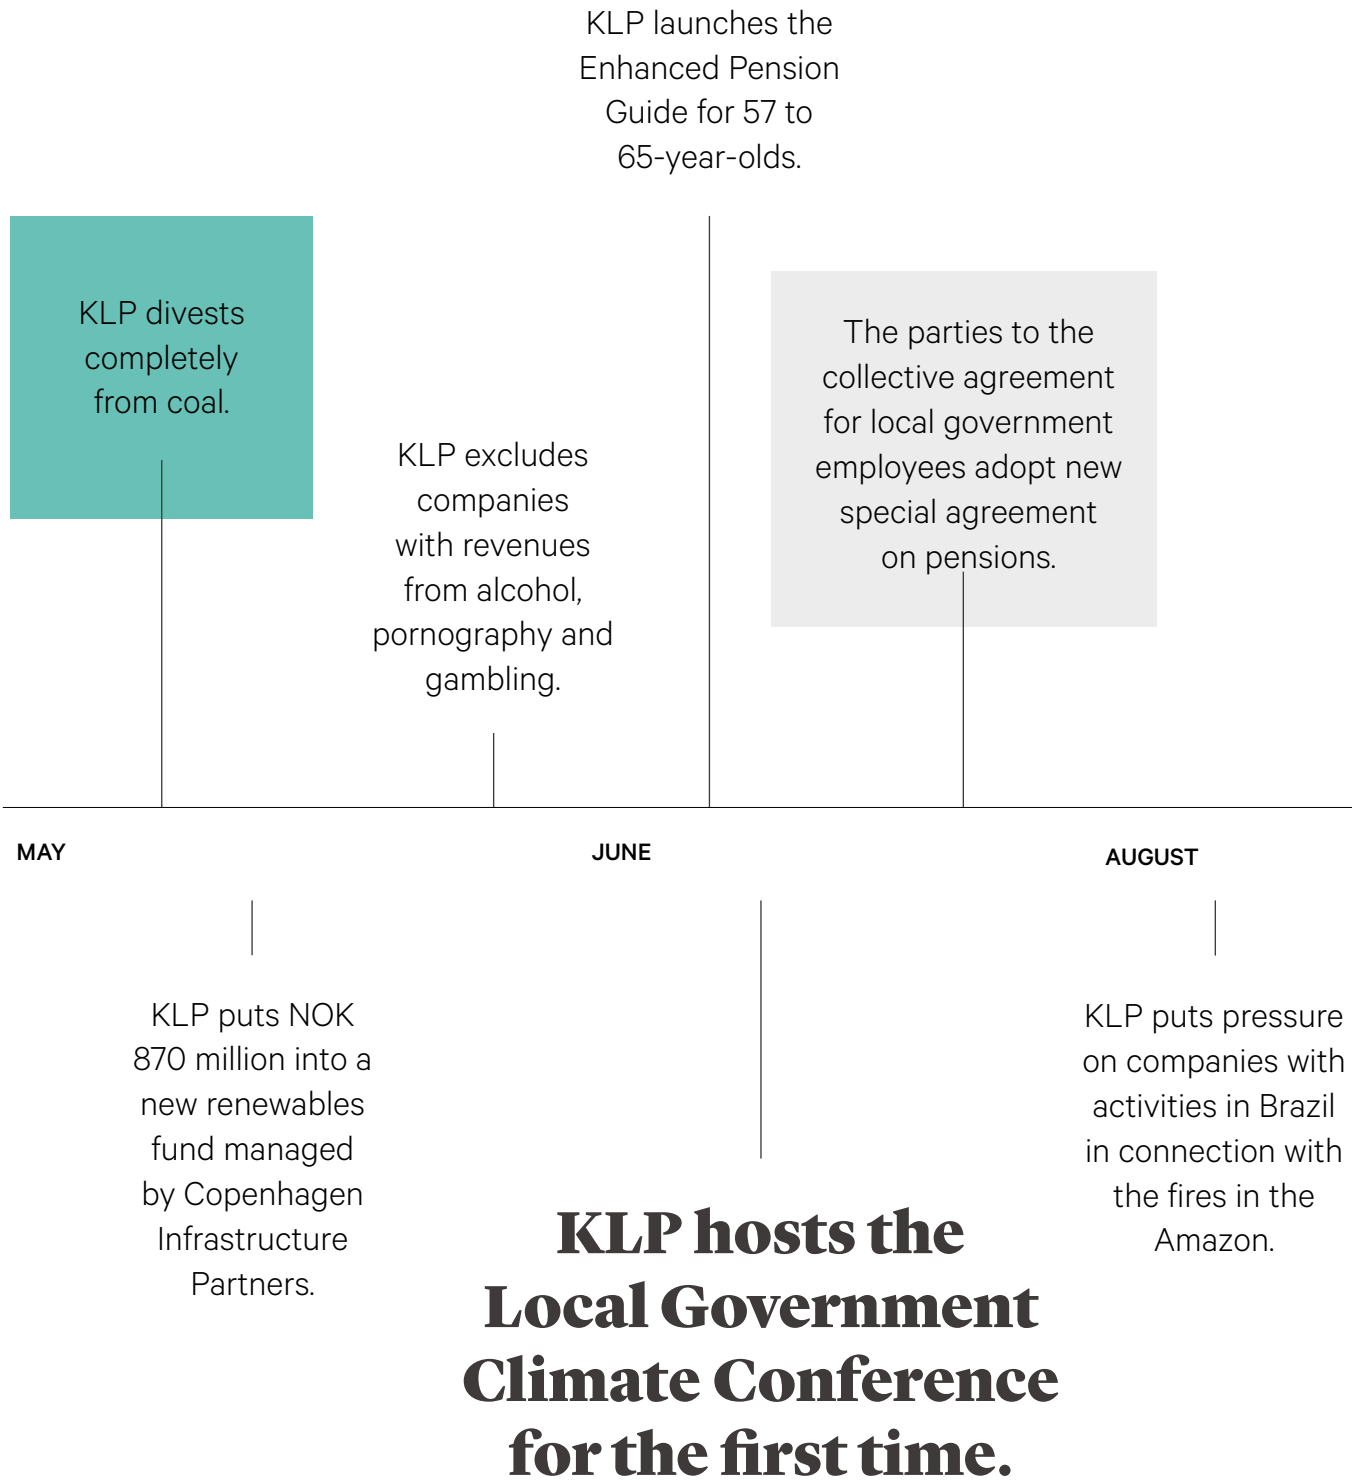 KLP launches the
Enhanced Pension
Guide for 57 to
65-year-olds.
KLP divests
completely
from coal.
The parties to the
collective agreement
for local government
employees adopt new
special agreement
on pensions.
KLP excludes
companies
with revenues
from alcohol,
pornography and
gambling.
MAY
JUNE
AUGUST
KLP puts NOK
870 million into a
new renewables
fund managed
by Copenhagen
Infrastructure
Partners.
KLP hosts the
Local Government
Climate Conference
for the first time.
KLP puts pressure
on companies with
activities in Brazil
in connection with
the fires in the
Amazon.